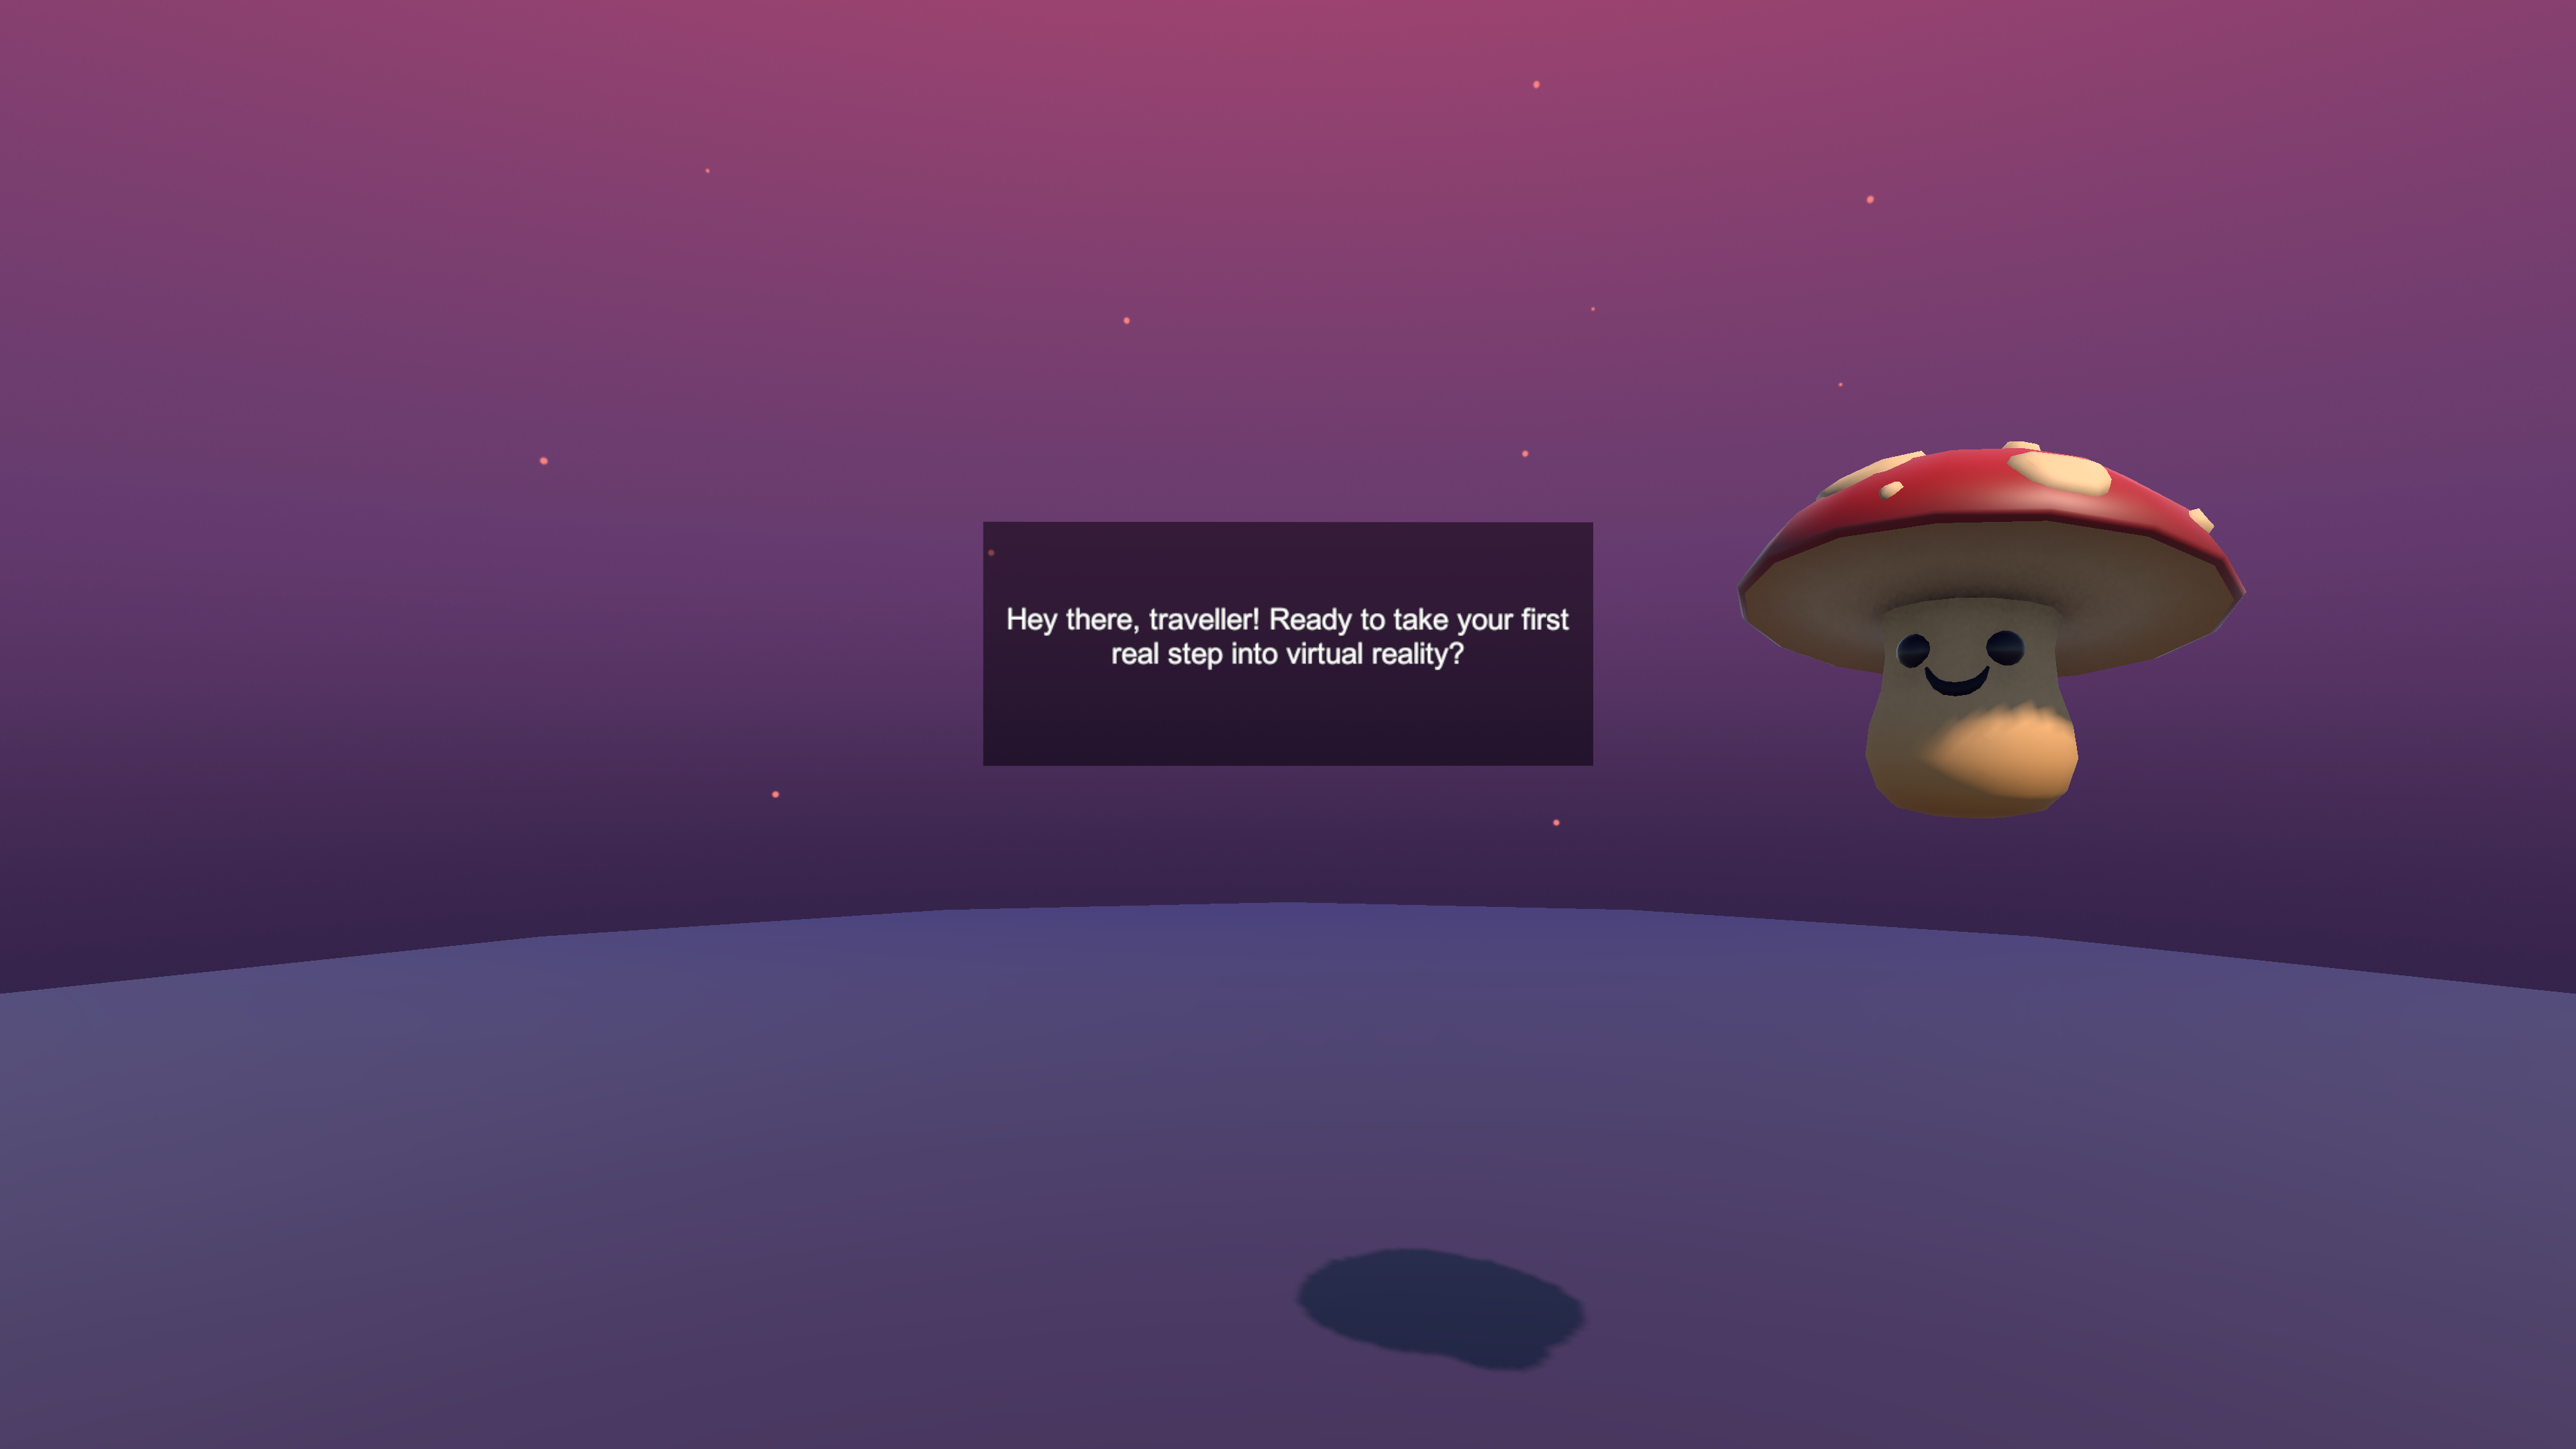 Hey there, traveller! Ready to take your first
real step into virtual reality?